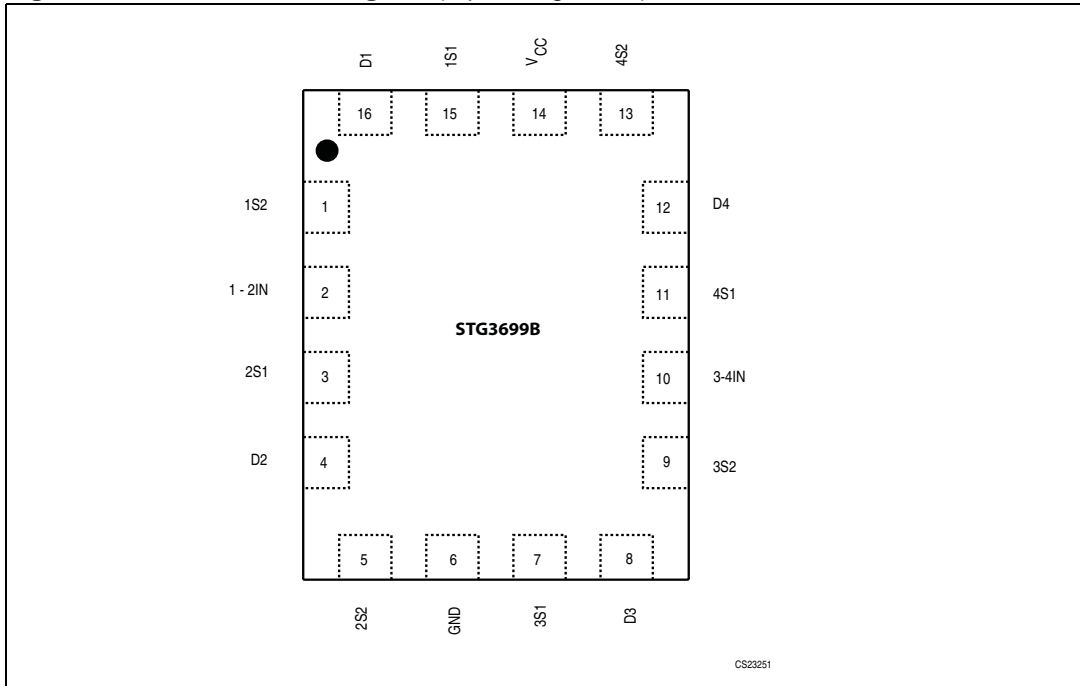 D1 1S1 VCC 4S2
16 15 14 13
1S2 1 12 D4
1 - 2IN 2 11 4S1
STG3699B
2S1 3 10 3-4IN
D2 4 9 3S2
5 6 7 8
2S2 GND 3S1 D3
CS23251